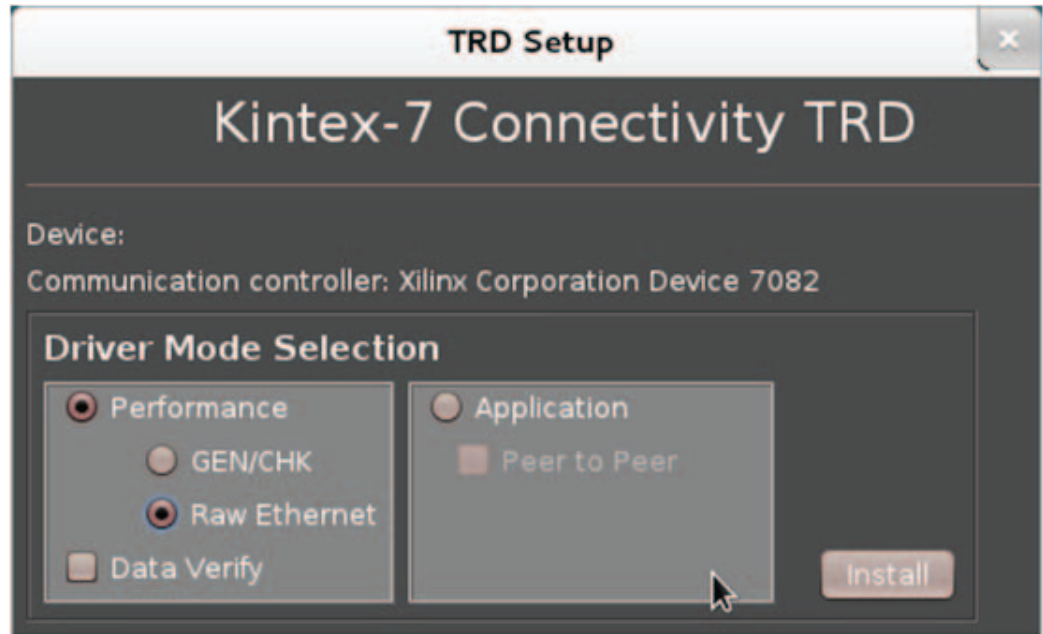 TRD Setup
Kintex-7 Connectivity TRD
Device:
Communication controller: Xilinx Corporation Device 7082
Driver Mode Selection
Performance
GEN/CHK
Raw Ethernet
Data Verify
Application
Peer to Peer
Install